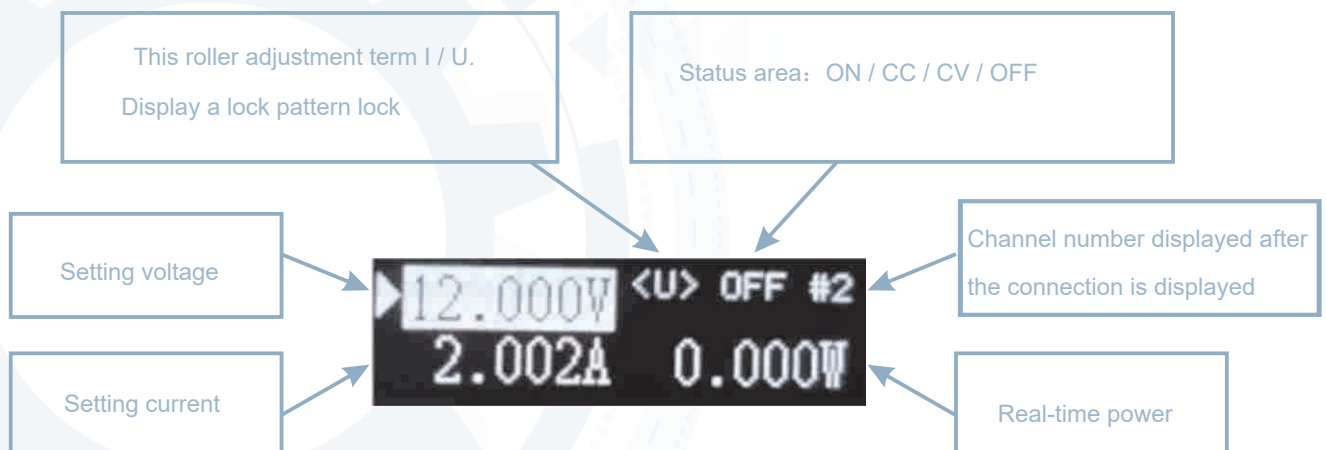 This roller adjustment term I / U.
Display a lock pattern lock
Status area：ON / CC / CV / OFF
Setting voltage
Channel number displayed after
the connection is displayed
12.000V <U> OFF #2
2.002A 0.000W
Setting current
Real-time power